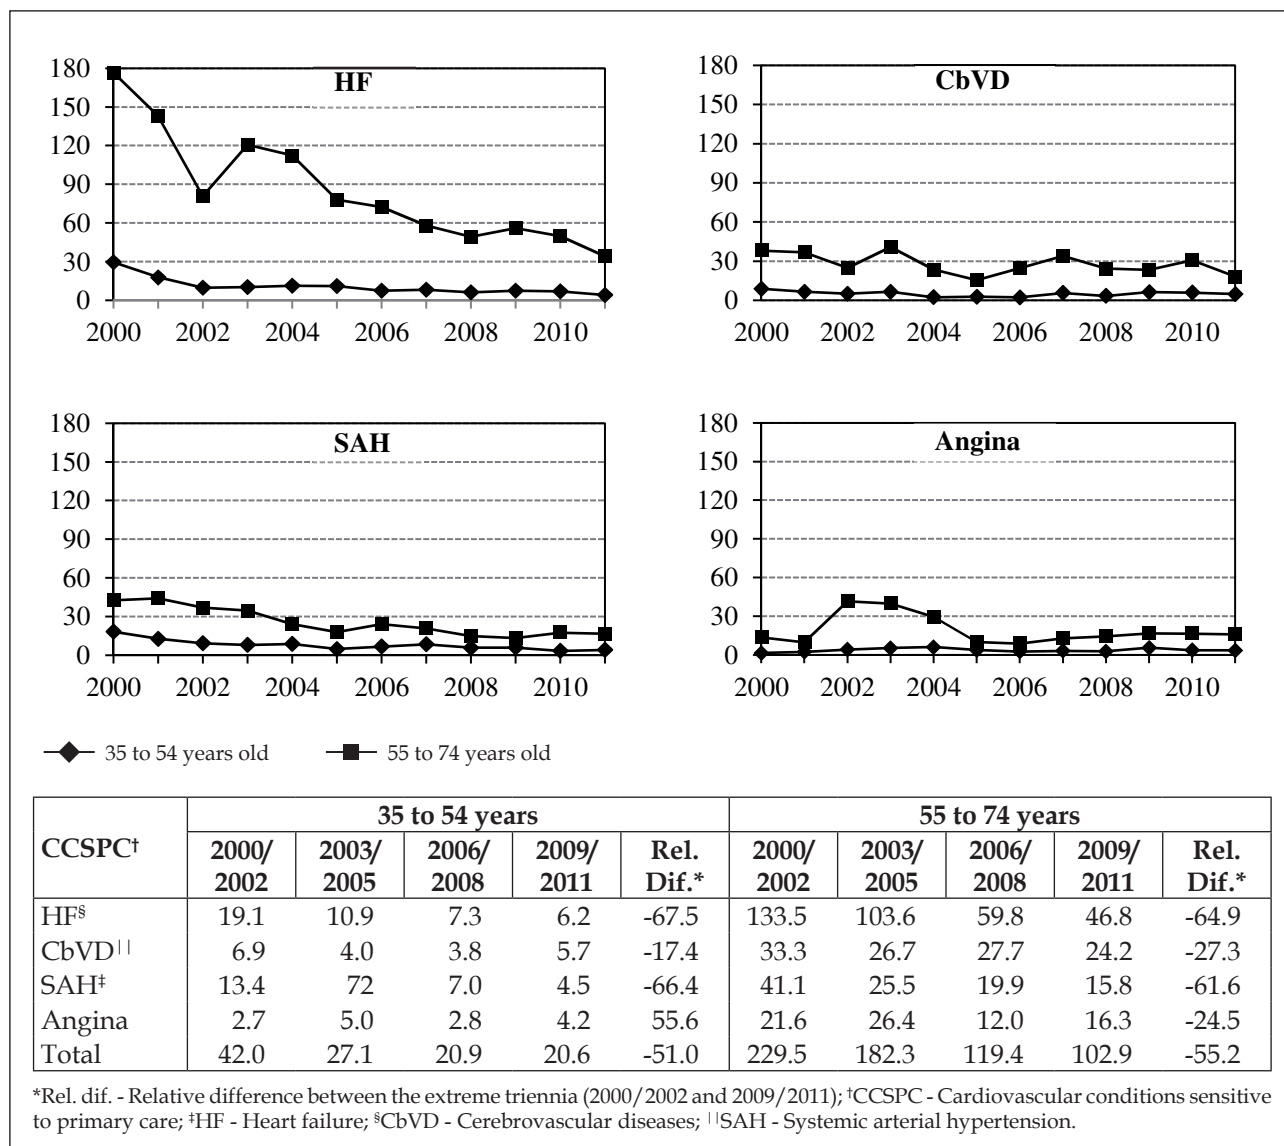 HF
180
150
120
90
60
30
0
2000 2002 2004 2006 2008 2010
CbVD
180
150
120
90
60
30
0
2000 2002 2004 2006 2008 2010
SAH
180
150
120
90
60
30
0
2000 2002 2004 2006 2008 2010
Angina
180
150
120
90
60
30
0
2000 2002 2004 2006 2008 2010
35 to 54 years old 55 to 74 years old
CCSPC† 35 to 54 years 55 to 74 years
2000/2002 2003/2005 2006/2008 2009/2011 Rel. Dif.* 2000/2002 2003/2005 2006/2008 2009/2011 Rel. Dif.*
HF§ 19.1 10.9 7.3 6.2 -67.5 133.5 103.6 59.8 46.8 -64.9
CbVD|| 6.9 4.0 3.8 5.7 -17.4 33.3 26.7 27.7 24.2 -27.3
SAH‡ 13.4 72 7.0 4.5 -66.4 41.1 25.5 19.9 15.8 -61.6
Angina 2.7 5.0 2.8 4.2 55.6 21.6 26.4 12.0 16.3 -24.5
Total 42.0 27.1 20.9 20.6 -51.0 229.5 182.3 119.4 102.9 -55.2
*Rel. dif. - Relative difference between the extreme triennia (2000/2002 and 2009/2011); †CCSPC - Cardiovascular conditions sensitive
to primary care; ‡HF - Heart failure; §CbVD - Cerebrovascular diseases; ||SAH - Systemic arterial hypertension.